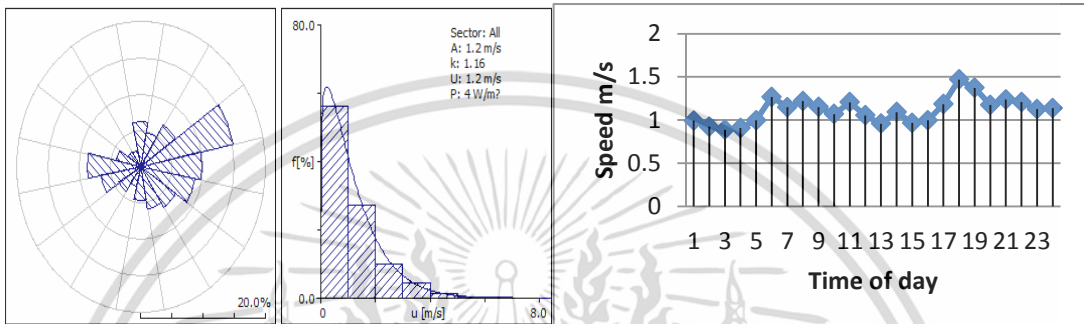 20.0%
80.0
Sector: All
A: 1.2 m/s
k: 1.16
U: 1.2 m/s
P: 4 W/m?
f[%]
0.0
0
u [m/s]
8.0
Speed m/s
2
1.5
1
0.5
0
1 3 5 7 9 11 13 15 17 19 21 23
Time of day